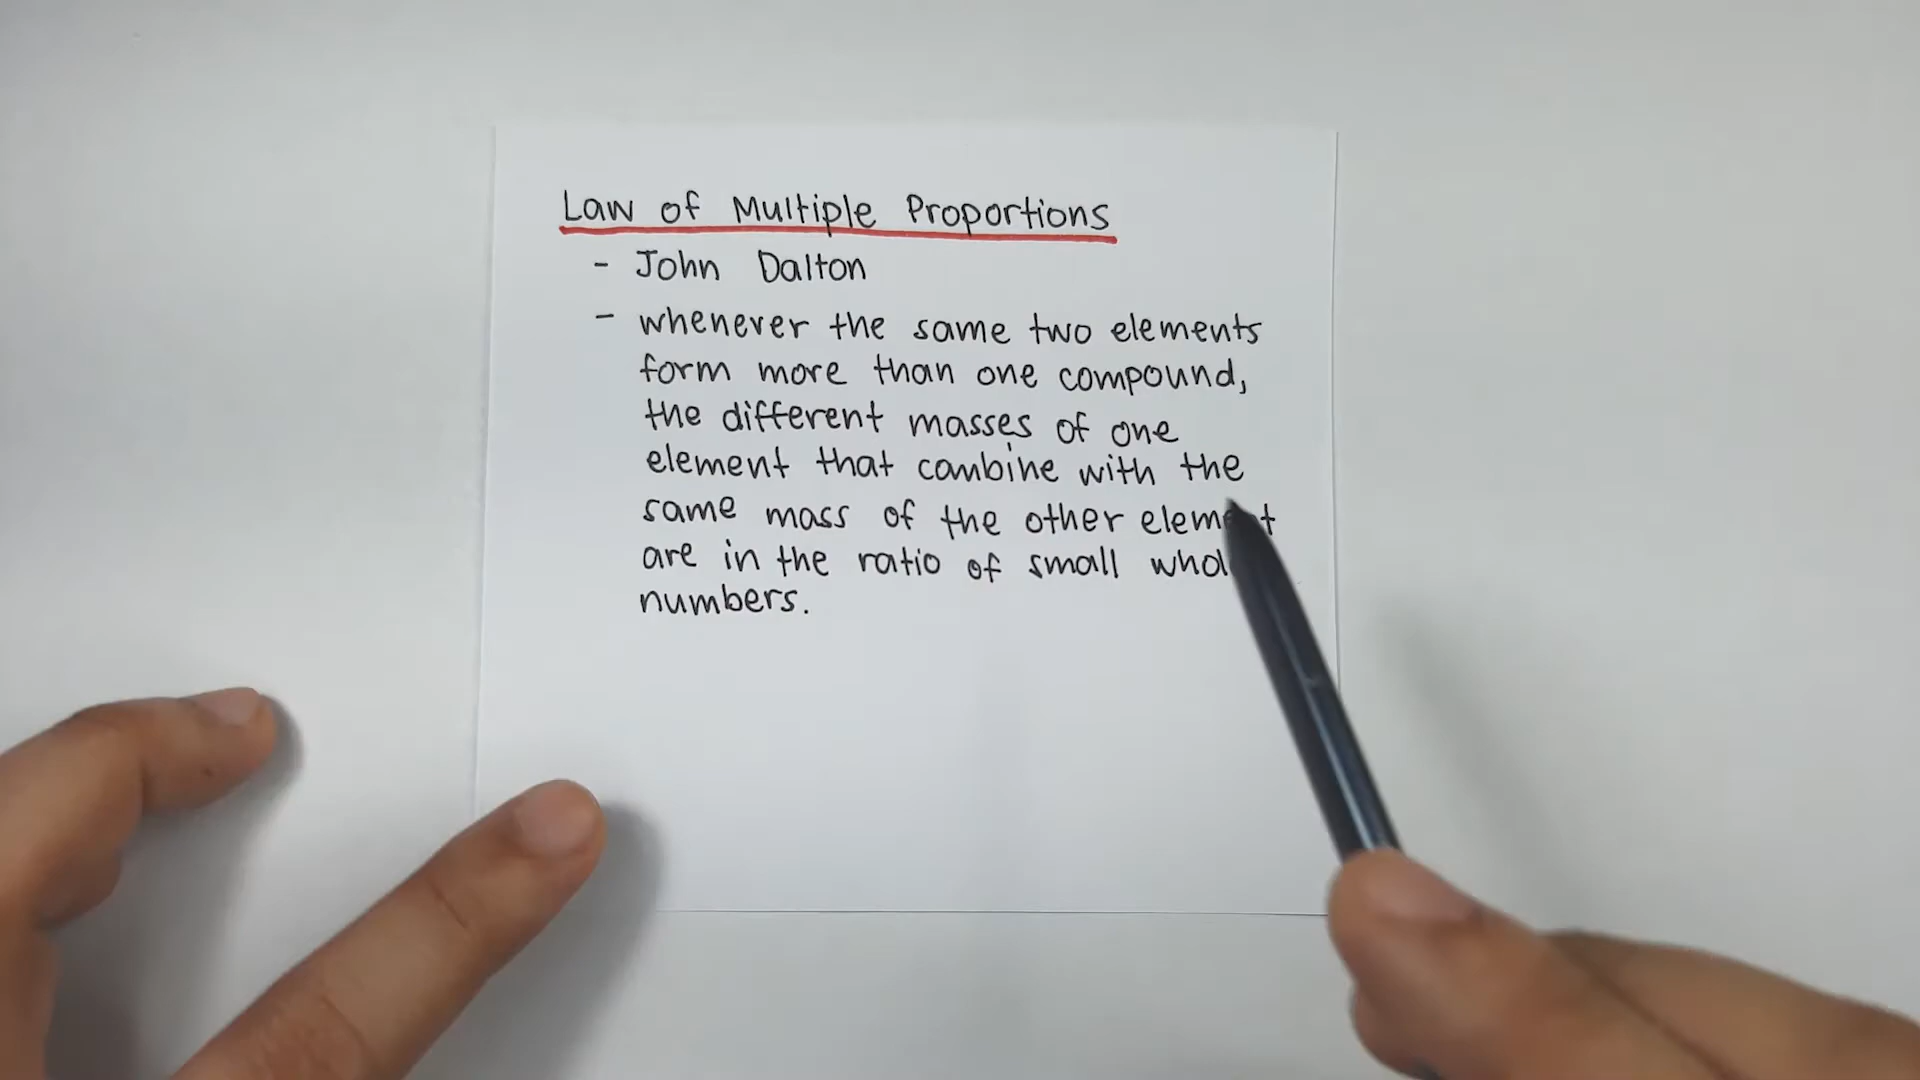 Law of Multiple Proportions
- John Dalton
- whenever the same two elements
form more than one compound,
the different masses of one
element that combine with the
same mass of the other element
are in the ratio of small whole
numbers.